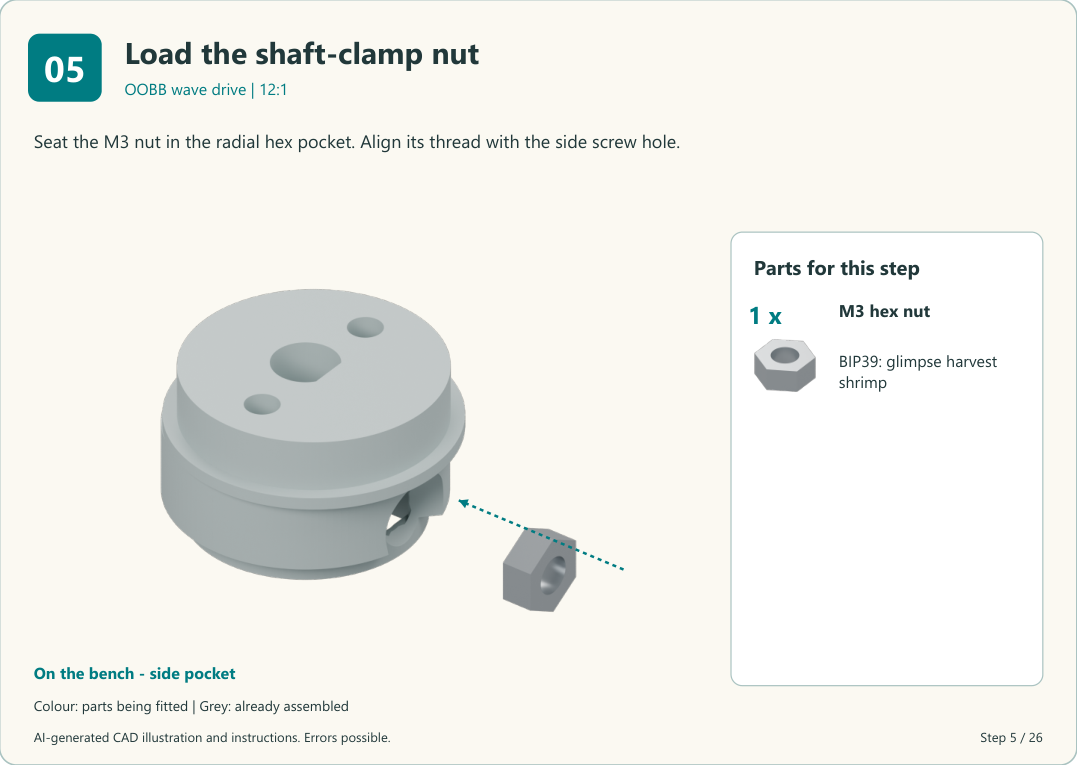 05
Load the shaft-clamp nut
OOBB wave drive | 12:1
Seat the M3 nut in the radial hex pocket. Align its thread with the side screw hole.
Parts for this step
1 x
M3 hex nut
BIP39: glimpse harvest
shrimp
On the bench - side pocket
Colour: parts being fitted | Grey: already assembled
AI-generated CAD illustration and instructions. Errors possible.
Step 5 / 26